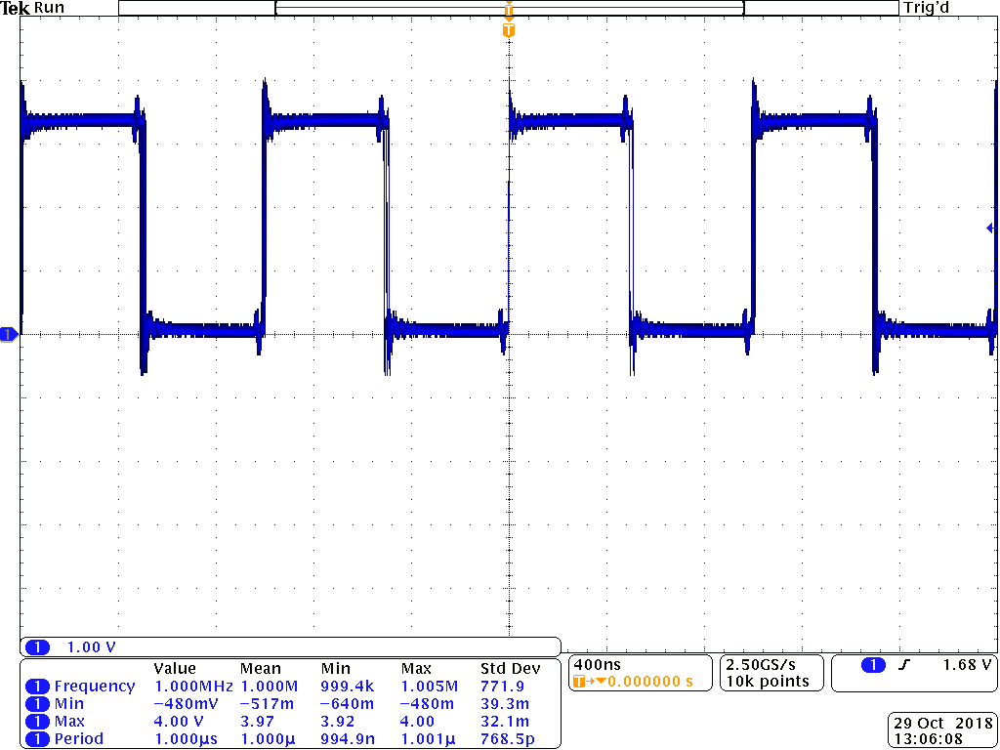 Tek Run Trig'd
T
T
1
1 1.00 V
Value Mean Min Max Std Dev
1 Frequency 1.000MHz 1.000M 999.4k 1.005M 771.9
1 Min −480mV −517m −640m −480m 39.3m
1 Max 4.00 V 3.97 3.92 4.00 32.1m
1 Period 1.000µs 1.000µ 994.9n 1.001µ 768.5p
400ns
T→▼0.000000 s
2.50GS/s
10k points
1 ƒ 1.68 V
29 Oct 2018
13:06:08